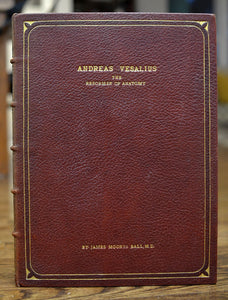 ANDREAS VESALIUS
THE
REFORMER OF ANATOMY
BY JAMES MOORES BALL, M.D.